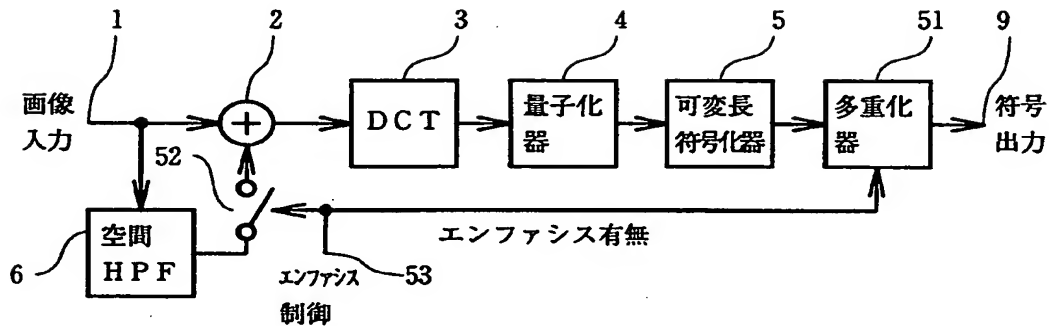 1
2
3
4
5
51
9
画像
入力
+
DCT
量子化
器
可変長
符号化器
多重化
器
符号
出力
52
空間
HPF
6
エンファシス有無
エンファシス
制御
53